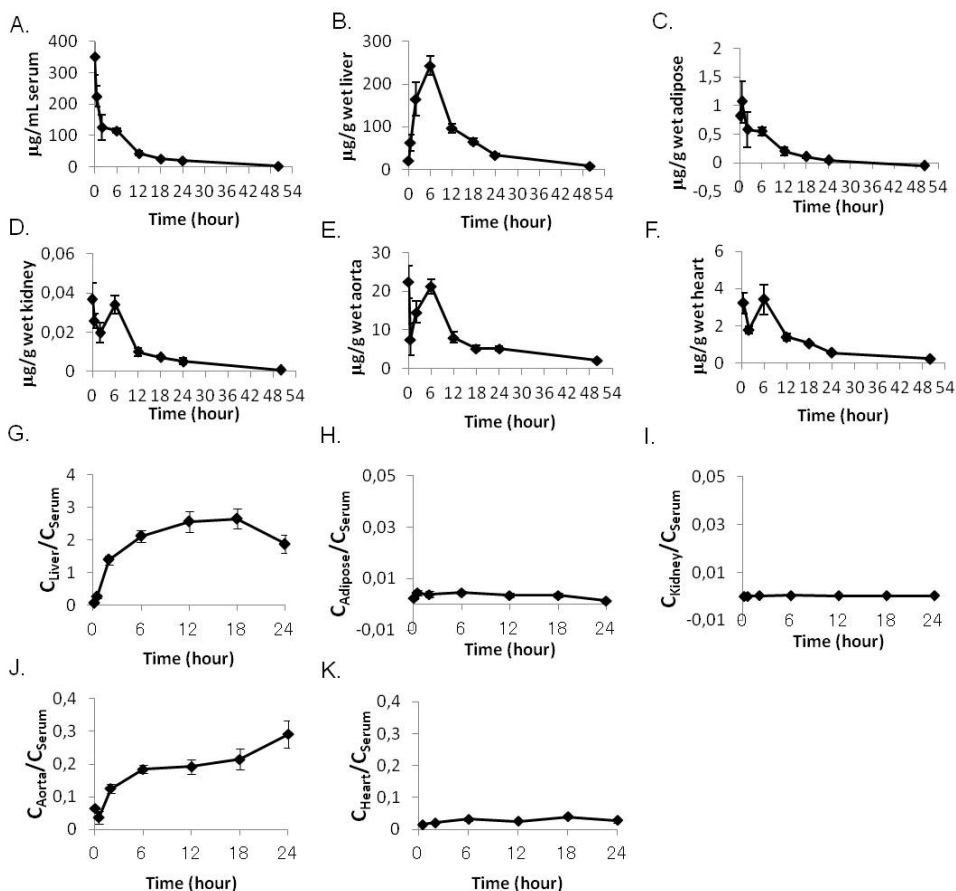 A.
μg/mL serum
400
300
200
100
0
0 6 12 18 24 30 36 42 48 54
Time (hour)
B.
μg/g wet liver
300
200
100
0
0 6 12 18 24 30 36 42 48 54
Time (hour)
C.
μg/g wet adipose
2
1,5
1
0,5
0
-0,5
0 6 12 18 24 30 36 42 48 54
Time (hour)
D.
μg/g wet kidney
0,06
0,04
0,02
0
0 6 12 18 24 30 36 42 48 54
Time (hour)
E.
μg/g wet aorta
30
20
10
0
0 6 12 18 24 30 36 42 48 54
Time (hour)
F.
μg/g wet heart
6
4
2
0
0 6 12 18 24 30 36 42 48 54
Time (hour)
G.
CLiver/CSerum
4
3
2
1
0
0 6 12 18 24
Time (hour)
H.
CAdipose/CSerum
0,05
0,03
0,01
-0,01
0 6 12 18 24
Time (hour)
I.
CKidney/CSerum
0,05
0,03
0,01
-0,01
0 6 12 18 24
Time (hour)
J.
CAorta/CSerum
0,4
0,3
0,2
0,1
0
0 6 12 18 24
Time (hour)
K.
CHeart/CSerum
0,4
0,3
0,2
0,1
0
0 6 12 18 24
Time (hour)